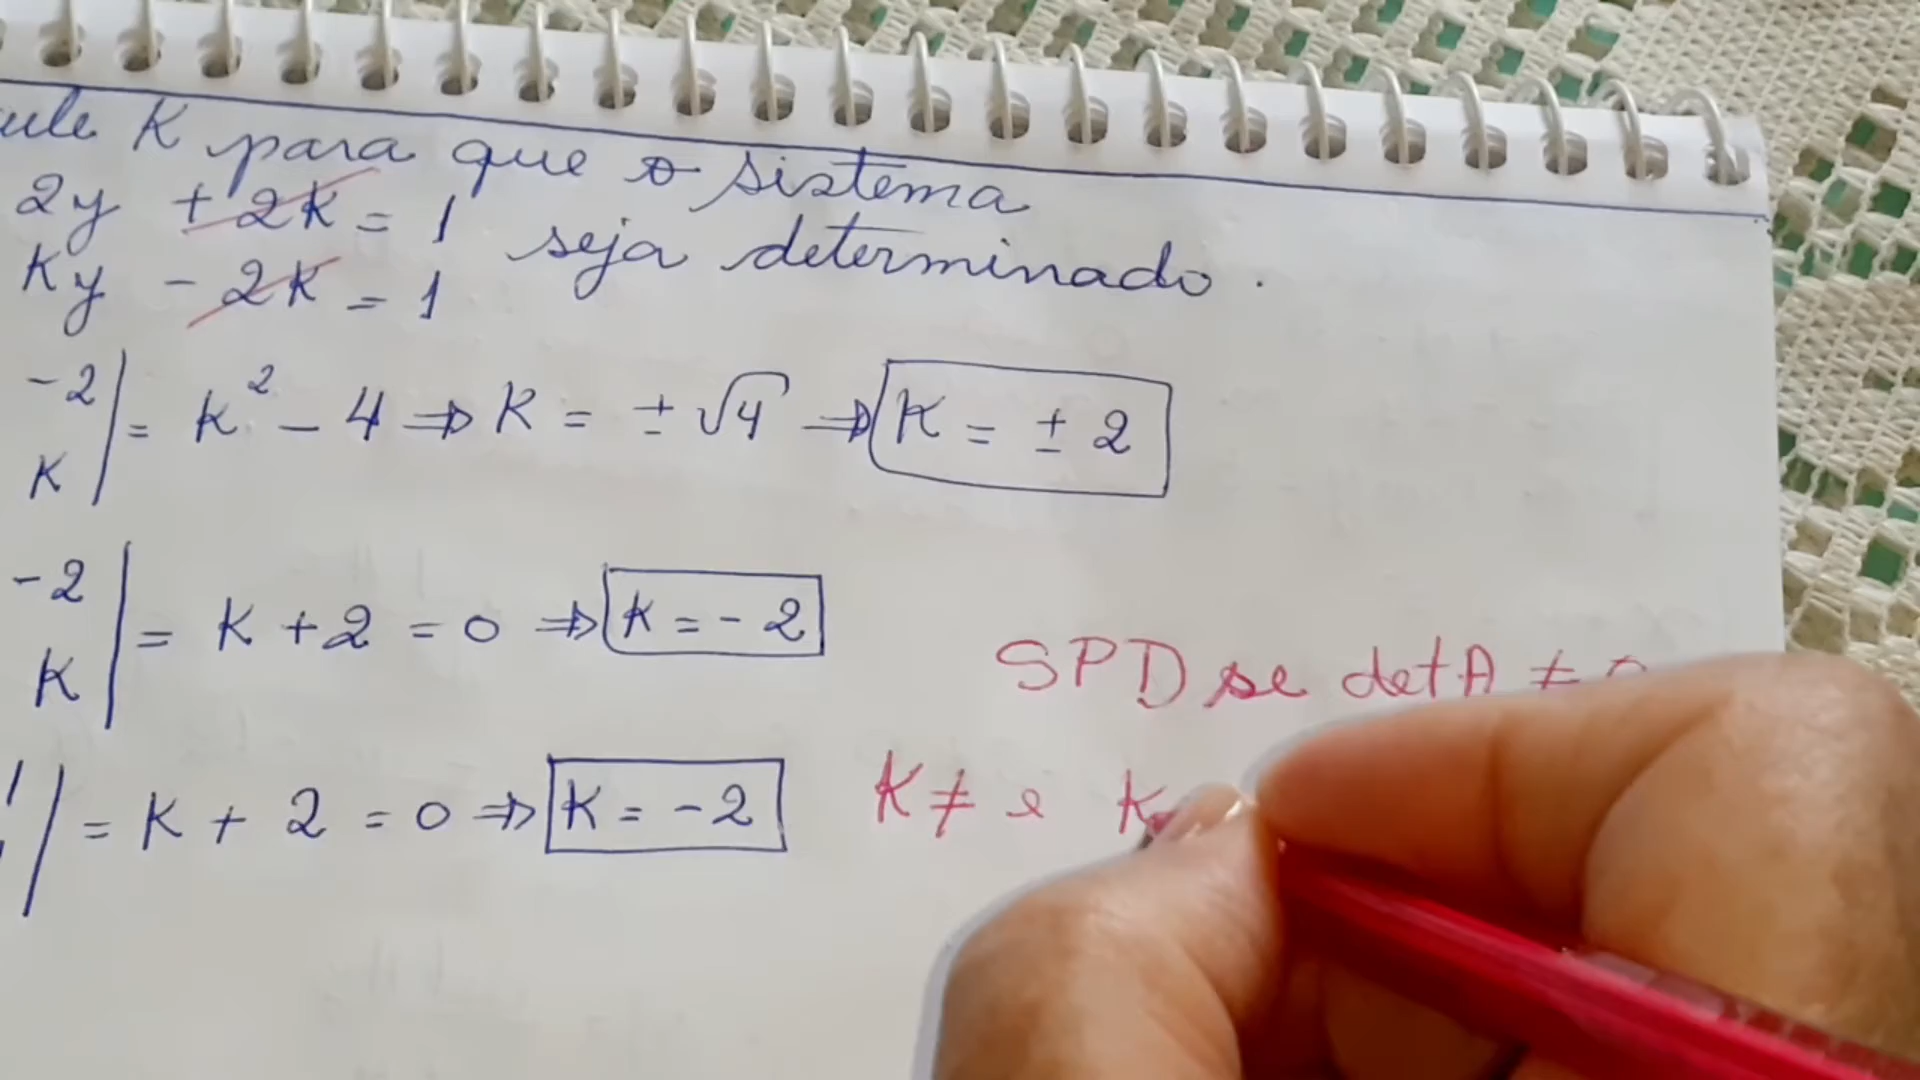 K para que o sistema
2y ± 2K = 1 seja determinado.
Ky - 2K = 1
-2
K | = K² - 4 ⇒ K = ± √4 ⇒ K = ± 2
-2
K | = K + 2 = 0 ⇒ K = - 2
SPD se det A ≠
| = K + 2 = 0 ⇒ K = - 2 K ≠ e K